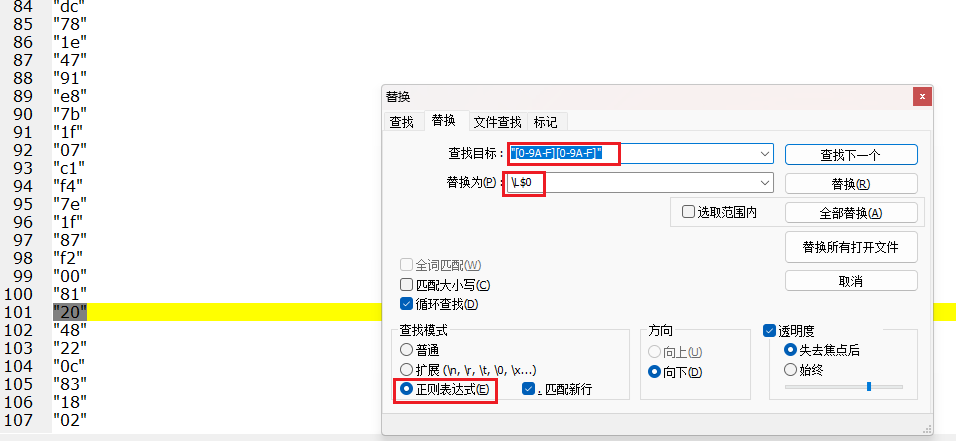 84 "dc"
85 "78"
86 "1e"
87 "47"
88 "91"
89 "e8"
90 "7b"
91 "1f"
92 "07"
93 "c1"
94 "f4"
95 "7e"
96 "1f"
97 "87"
98 "f2"
99 "00"
100 "81"
101 "20"
102 "48"
103 "22"
104 "0c"
105 "83"
106 "18"
107 "02"
替换
x
查找 替换 文件查找 标记
查找目标: "[0-9A-F][0-9A-F]" 查找下一个
替换为(P): \L$0 替换(R)
选取范围内 全部替换(A)
替换所有打开文件
取消
全词匹配(W)
匹配大小写(C)
循环查找(D)
查找模式
普通
扩展 (\n, \r, \t, \0, \x...)
正则表达式(E) . 匹配新行
方向
向上(U)
向下(D)
透明度
失去焦点后
始终